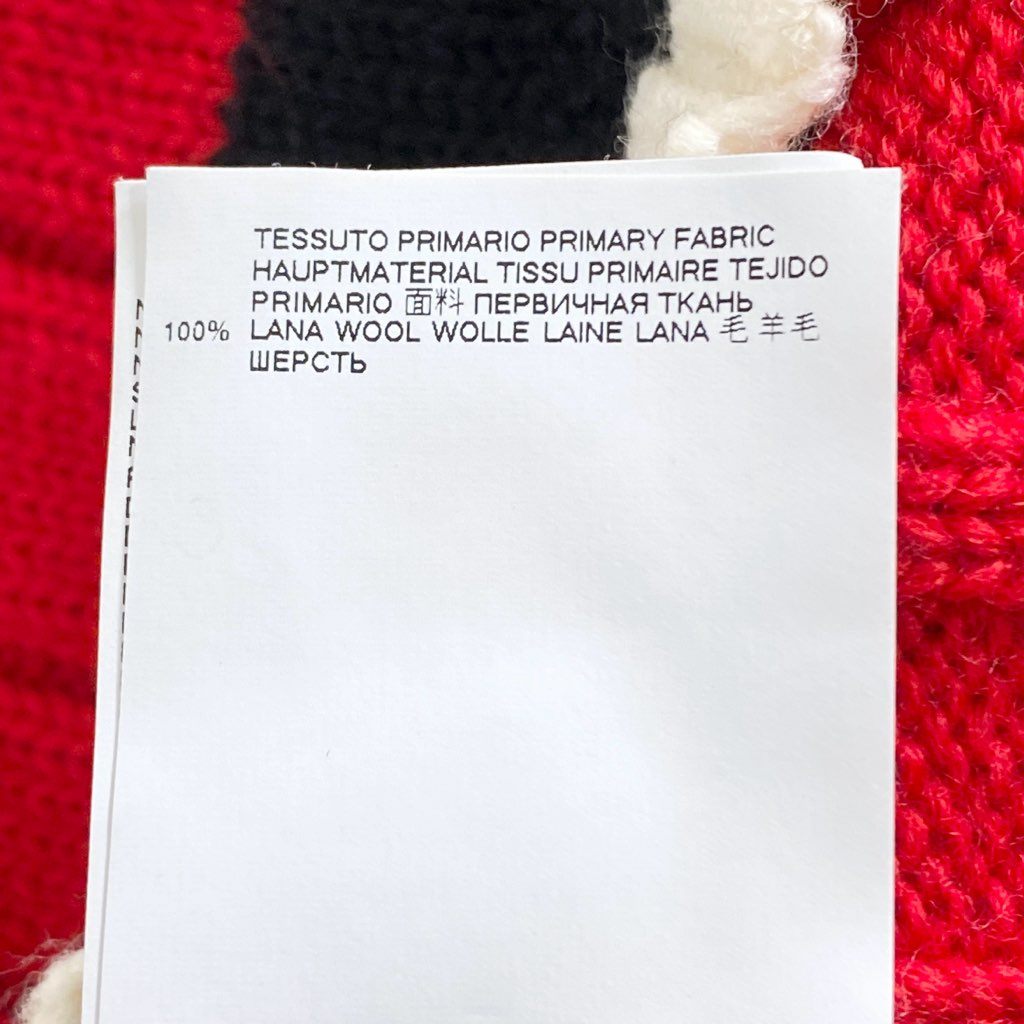 TESSUTO PRIMARIO PRIMARY FABRIC
HAUPTMATERIAL TISSU PRIMAIRE TEJIDO
PRIMARIO 面料 ПЕРВИЧНАЯ ТКАНЬ
100% LANA WOOL WOLLE LAINE LANA 毛 羊毛
ШЕРСТЬ